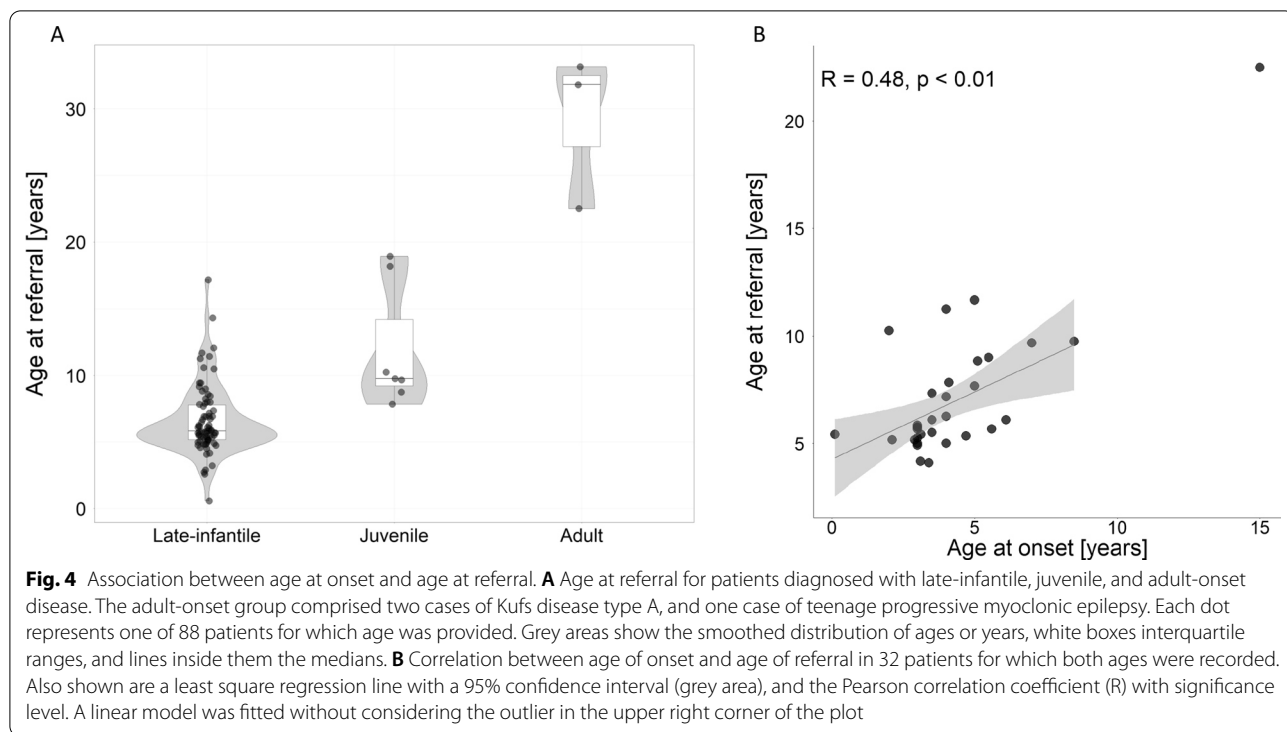 A
Age at referral [years]
30
20
10
0
Late-infantile Juvenile Adult
B
R = 0.48, p < 0.01
Age at referral [years]
20
15
10
5
0 5 10 15
Age at onset [years]
Fig. 4 Association between age at onset and age at referral. A Age at referral for patients diagnosed with late-infantile, juvenile, and adult-onset
disease. The adult-onset group comprised two cases of Kufs disease type A, and one case of teenage progressive myoclonic epilepsy. Each dot
represents one of 88 patients for which age was provided. Grey areas show the smoothed distribution of ages or years, white boxes interquartile
ranges, and lines inside them the medians. B Correlation between age of onset and age of referral in 32 patients for which both ages were recorded.
Also shown are a least square regression line with a 95% confidence interval (grey area), and the Pearson correlation coefficient (R) with significance
level. A linear model was fitted without considering the outlier in the upper right corner of the plot